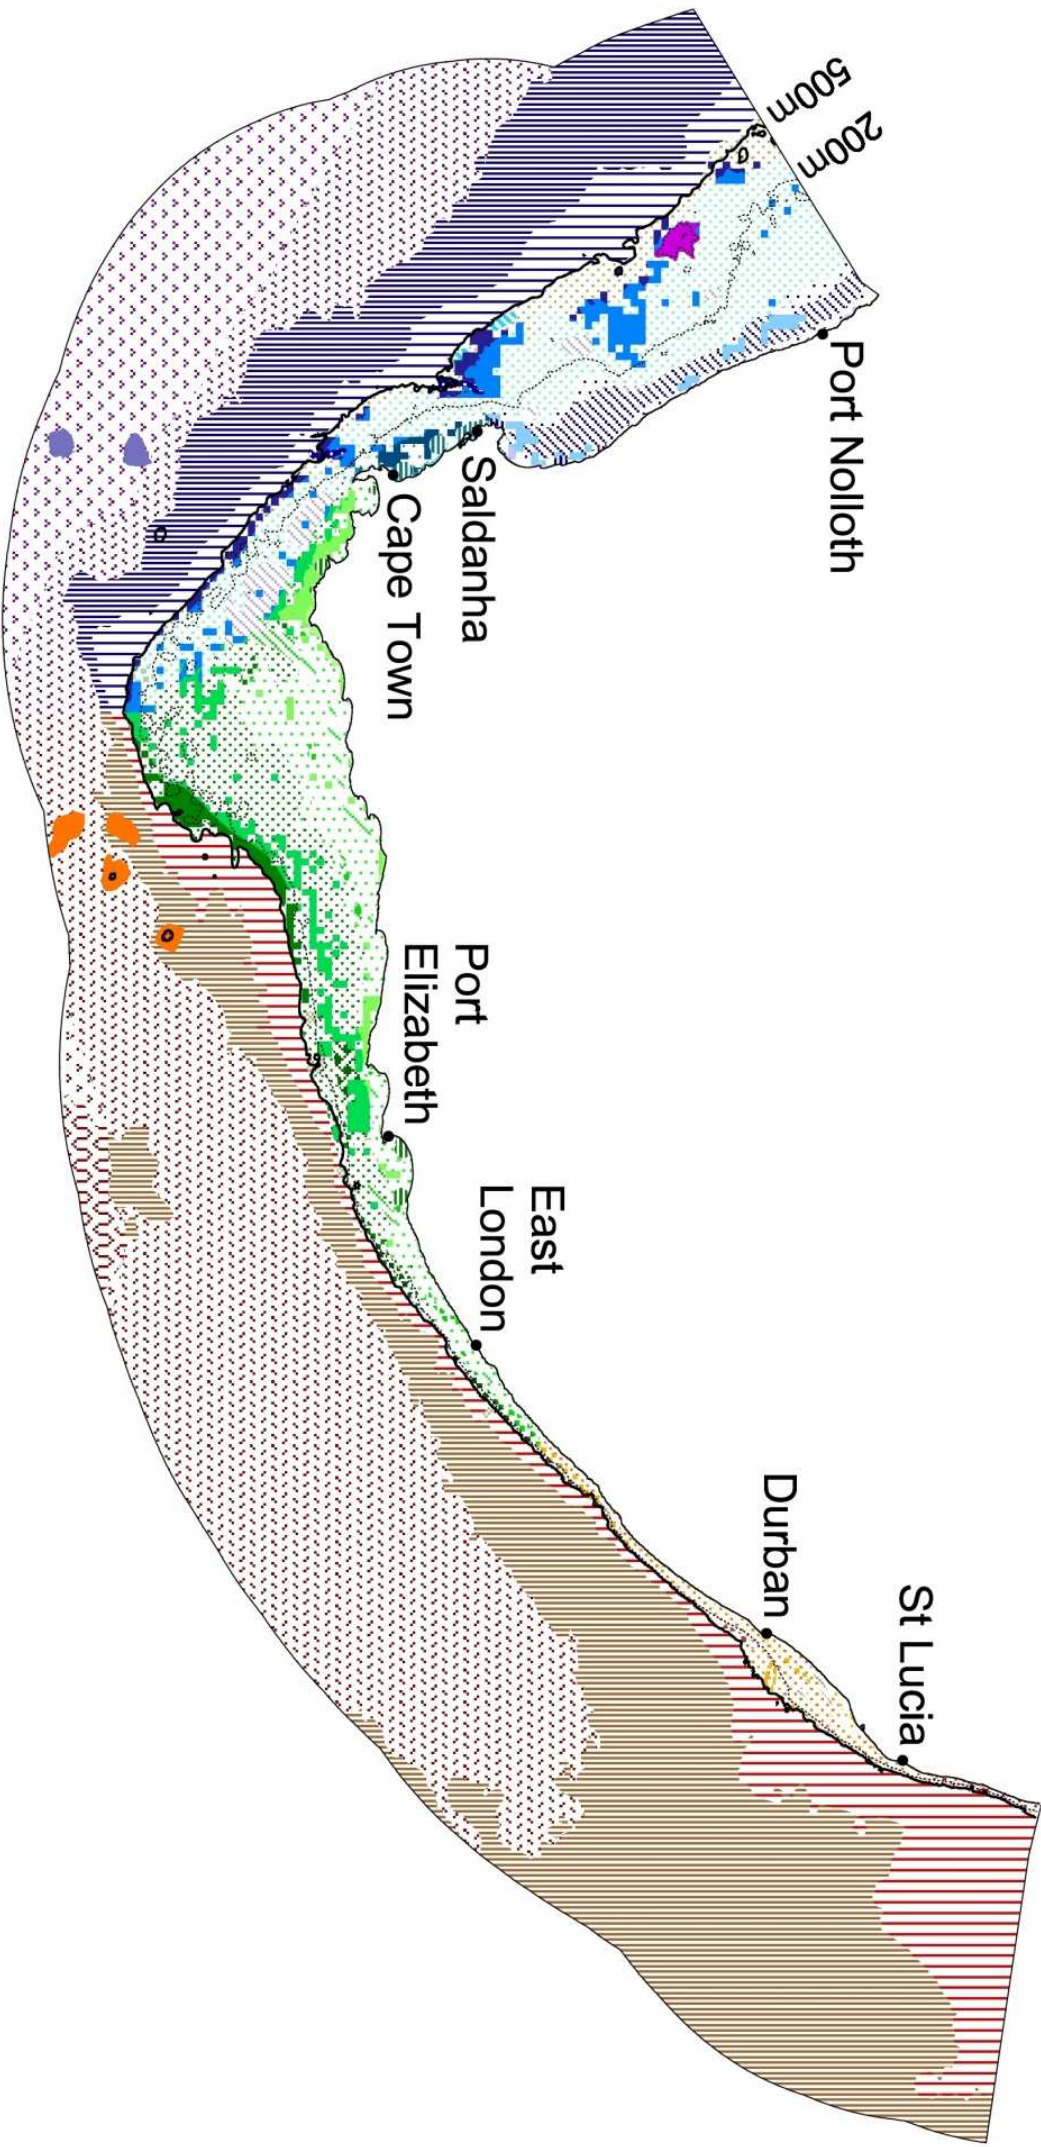 500m
200m
Port Nolloth
Saldanha
Cape Town
Port
Elizabeth
East
London
Durban
St Lucia